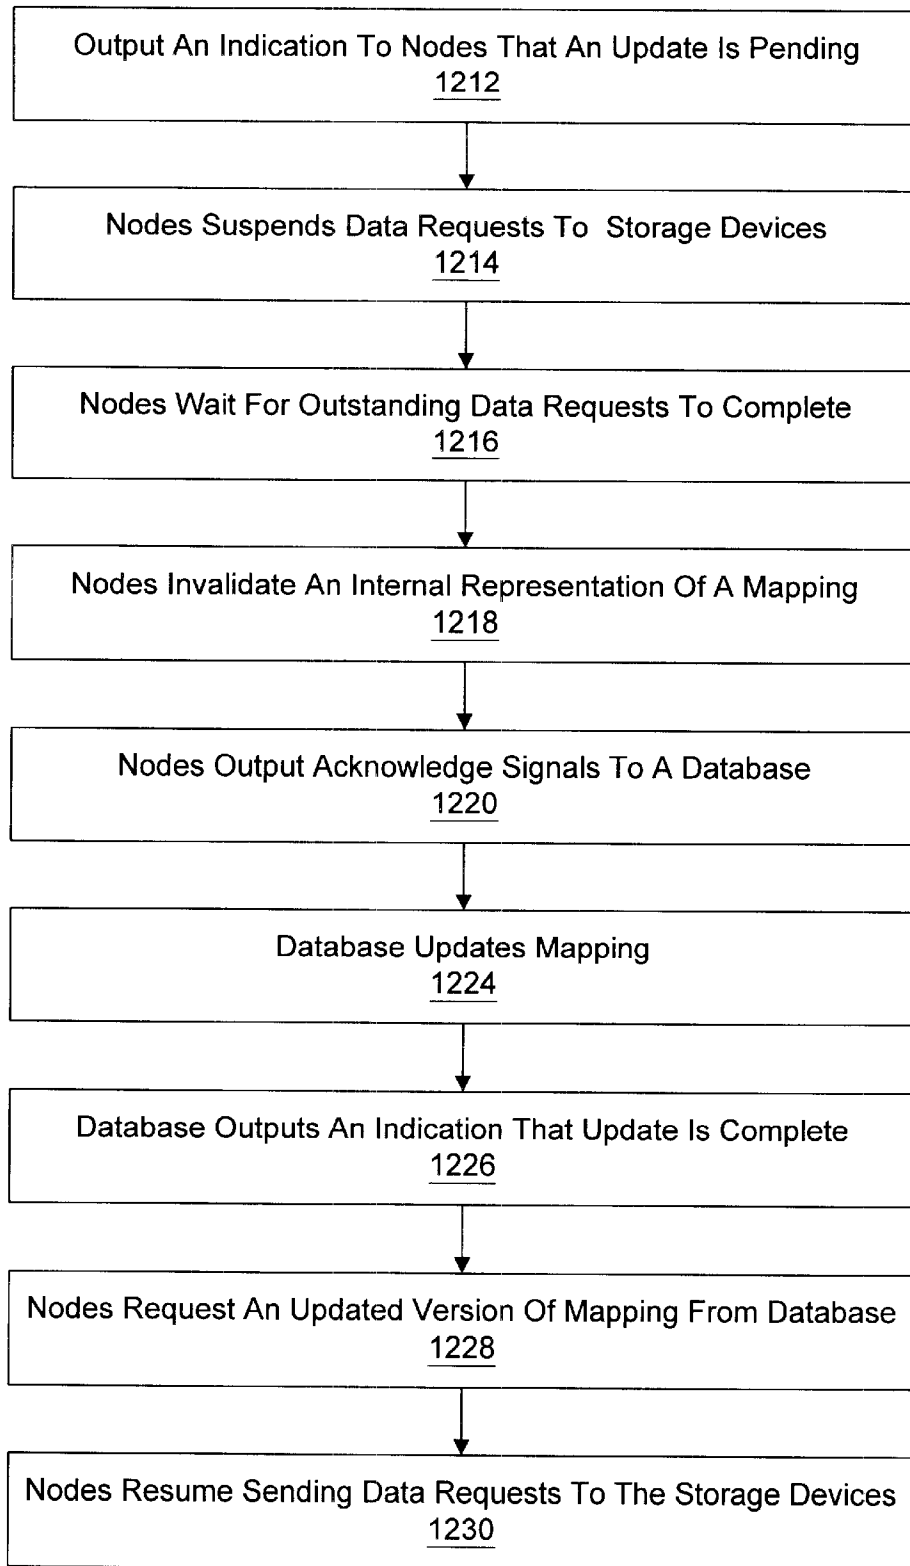 Output An Indication To Nodes That An Update Is Pending
1212
Nodes Suspends Data Requests To Storage Devices
1214
Nodes Wait For Outstanding Data Requests To Complete
1216
Nodes Invalidate An Internal Representation Of A Mapping
1218
Nodes Output Acknowledge Signals To A Database
1220
Database Updates Mapping
1224
Database Outputs An Indication That Update Is Complete
1226
Nodes Request An Updated Version Of Mapping From Database
1228
Nodes Resume Sending Data Requests To The Storage Devices
1230